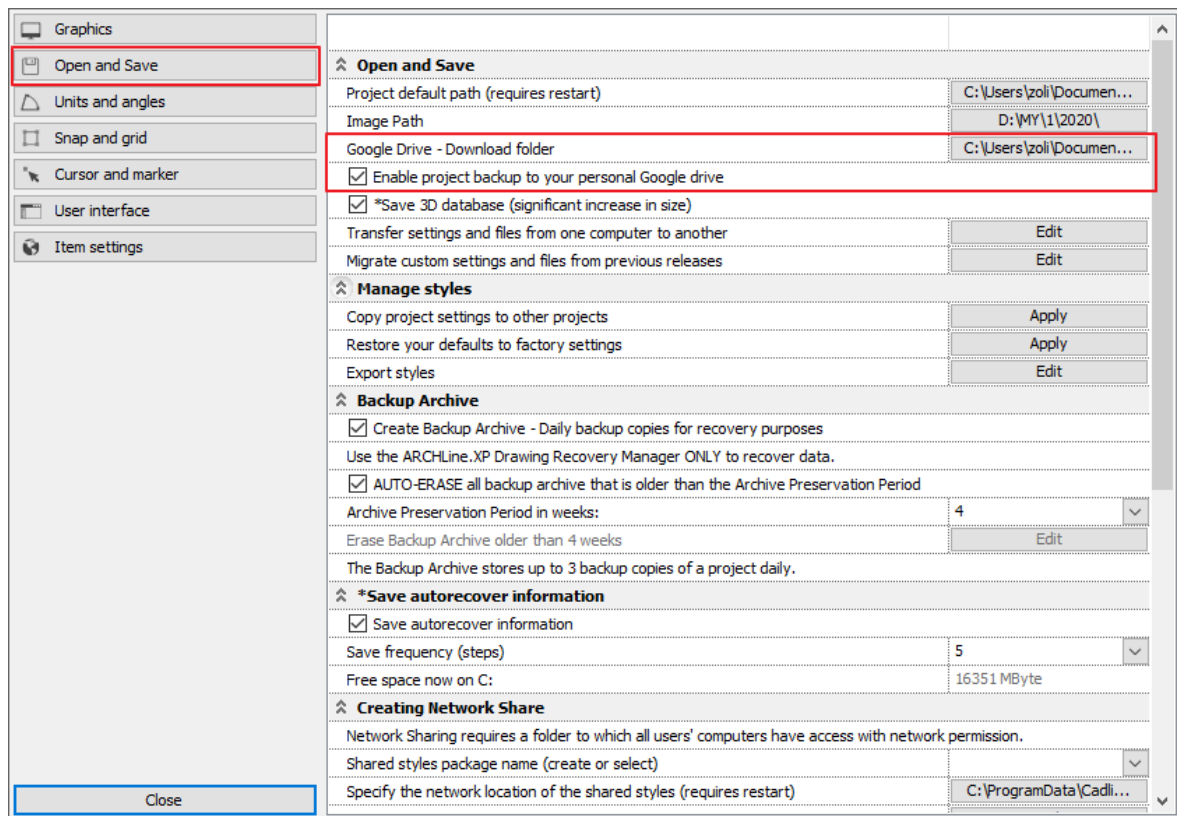 Graphics
Open and Save
Units and angles
Snap and grid
Cursor and marker
User interface
Item settings
Close
Open and Save
Project default path (requires restart) C:\Users\zoli\Documen...
Image Path D:\MY\1\2020\
Google Drive - Download folder C:\Users\zoli\Documen...
Enable project backup to your personal Google drive
*Save 3D database (significant increase in size)
Transfer settings and files from one computer to another Edit
Migrate custom settings and files from previous releases Edit
Manage styles
Copy project settings to other projects Apply
Restore your defaults to factory settings Apply
Export styles Edit
Backup Archive
Create Backup Archive - Daily backup copies for recovery purposes
Use the ARCHLine.XP Drawing Recovery Manager ONLY to recover data.
AUTO-ERASE all backup archive that is older than the Archive Preservation Period
Archive Preservation Period in weeks: 4
Erase Backup Archive older than 4 weeks Edit
The Backup Archive stores up to 3 backup copies of a project daily.
*Save autorecover information
Save autorecover information
Save frequency (steps) 5
Free space now on C: 16351 MByte
Creating Network Share
Network Sharing requires a folder to which all users' computers have access with network permission.
Shared styles package name (create or select)
Specify the network location of the shared styles (requires restart) C:\ProgramData\Cadli...